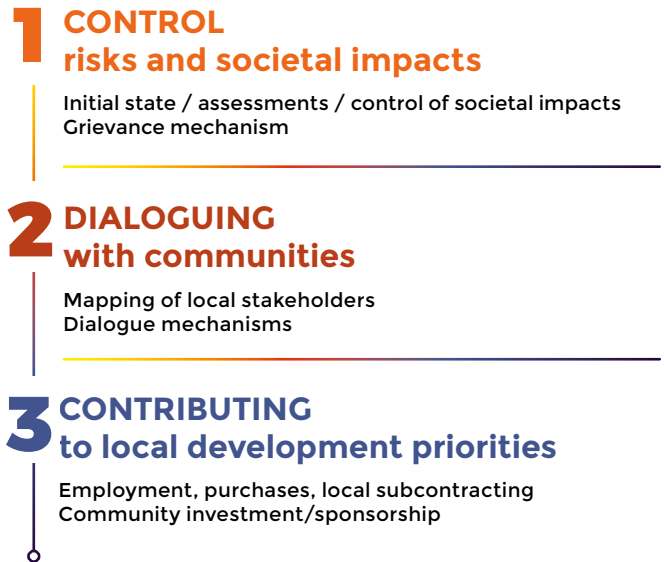 1 CONTROL
risks and societal impacts
Initial state / assessments / control of societal impacts
Grievance mechanism
2 DIALOGUING
with communities
Mapping of local stakeholders
Dialogue mechanisms
3 CONTRIBUTING
to local development priorities
Employment, purchases, local subcontracting
Community investment/sponsorship